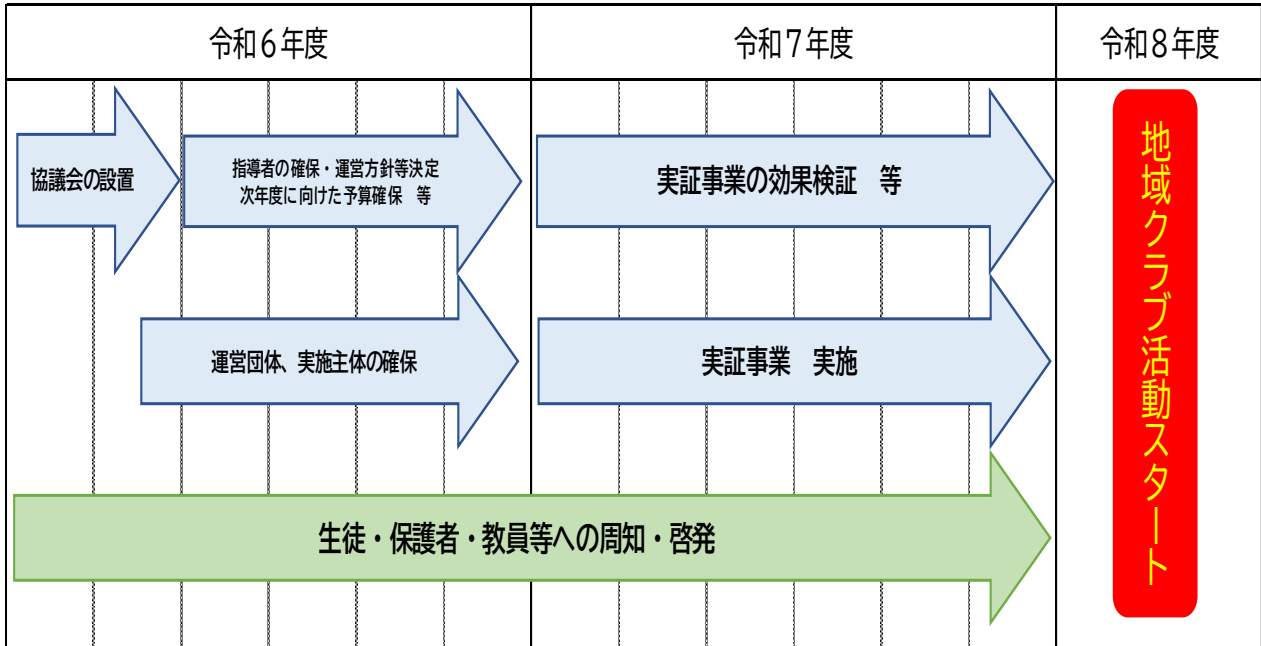 令和６年度
令和７年度
令和８年度
協議会の設置
指導者の確保・運営方針等決定
次年度に向けた予算確保　等
実証事業の効果検証　等
運営団体、実施主体の確保
実証事業　実施
生徒・保護者・教員等への周知・啓発
地域クラブ活動スタート